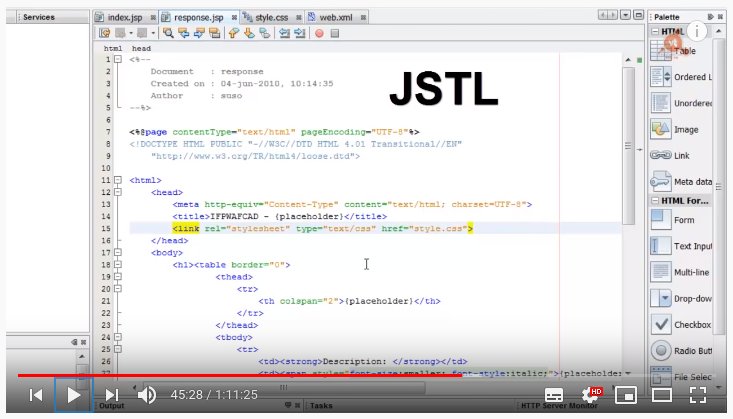 Services
index.jsp
response.jsp
style.css
web.xml
Palette
html head
HTML
Table
1 <%--
2 Document : response
3 Created on : 04-jun-2010, 10:14:35
4 Author : suso
5 --%>
6
7 <%@page contentType="text/html" pageEncoding="UTF-8"%>
8 <!DOCTYPE HTML PUBLIC "-//W3C//DTD HTML 4.01 Transitional//EN"
9 "http://www.w3.org/TR/html4/loose.dtd">
10
11 <html>
12 <head>
13 <meta http-equiv="Content-Type" content="text/html; charset=UTF-8">
14 <title>IFPWAFCAD - {placeholder}</title>
15 <link rel="stylesheet" type="text/css" href="style.css">
16 </head>
17 <body>
18 <h1><table border="0">
19 <thead>
20 <tr>
21 <th colspan="2">{placeholder}</th>
22 </tr>
23 </thead>
24 <tbody>
25 <tr>
26 <td><strong>Description: </strong></td>
27 <td><span style="font-size:smaller; font-style:italic;">{placeholde
JSTL
Ordered L
Unordered
Image
Link
Meta data
HTML For...
Form
Text Input
Multi-line
Drop-dow
Checkbox
Radio Butt
File Selec
45:28 / 1:11:25
HD
Output
Tasks
HTTP Server Monitor